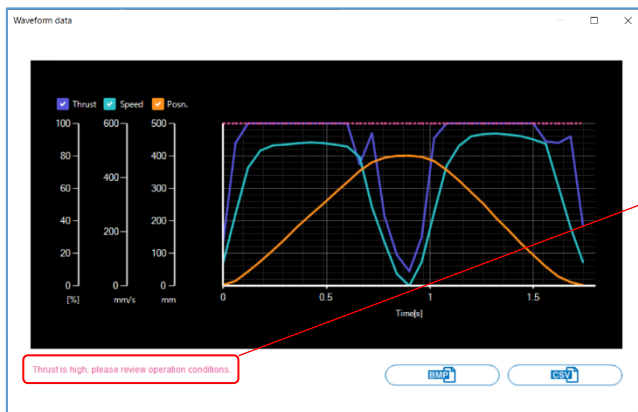 Waveform data
Thrust Speed Posn.
100 600 500
80 400
400
60 300
40 200
200
20 100
0 0 0
[%] mm/s mm
0 0.5 1 1.5
Time[s]
Thrust is high, please review operation conditions.
BMP CSV